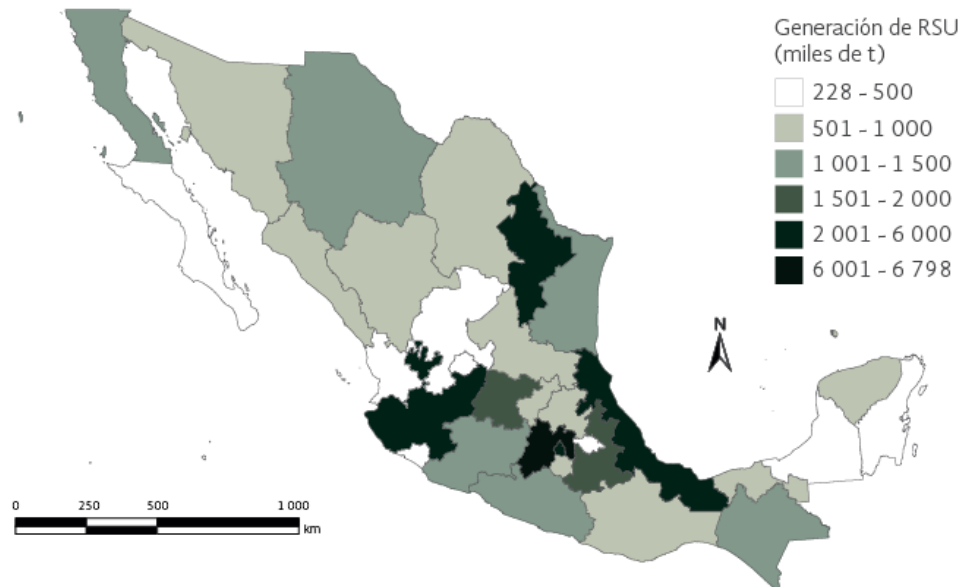 Generación de RSU
(miles de t)
228 - 500
501 - 1 000
1 001 - 1 500
1 501 - 2 000
2 001 - 6 000
6 001 - 6 798
N
0 250 500 1 000
km